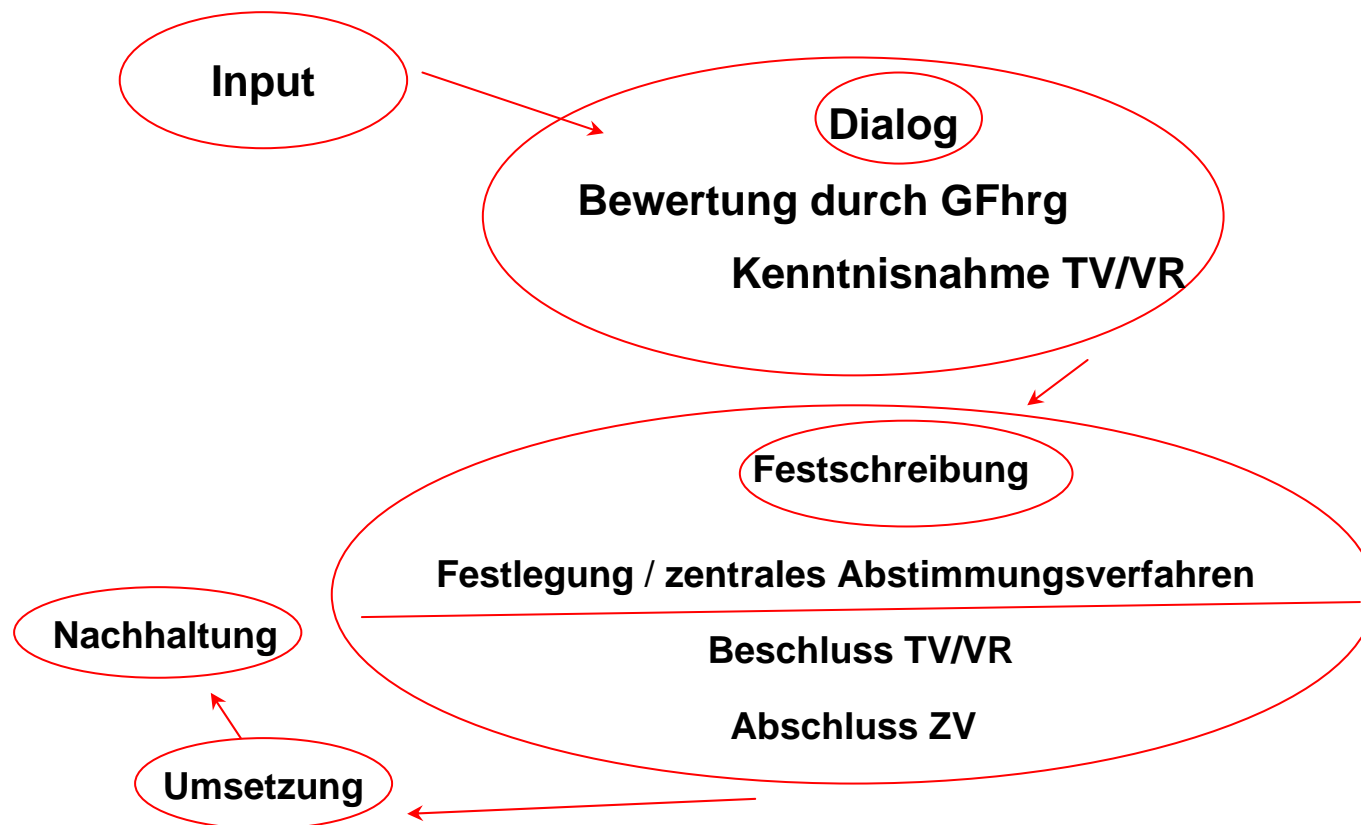 Input
Dialog
Bewertung durch GFhrg
Kenntnisnahme TV/VR
Festschreibung
Festlegung / zentrales Abstimmungsverfahren
Nachhaltung
Beschluss TV/VR
Abschluss ZV
Umsetzung